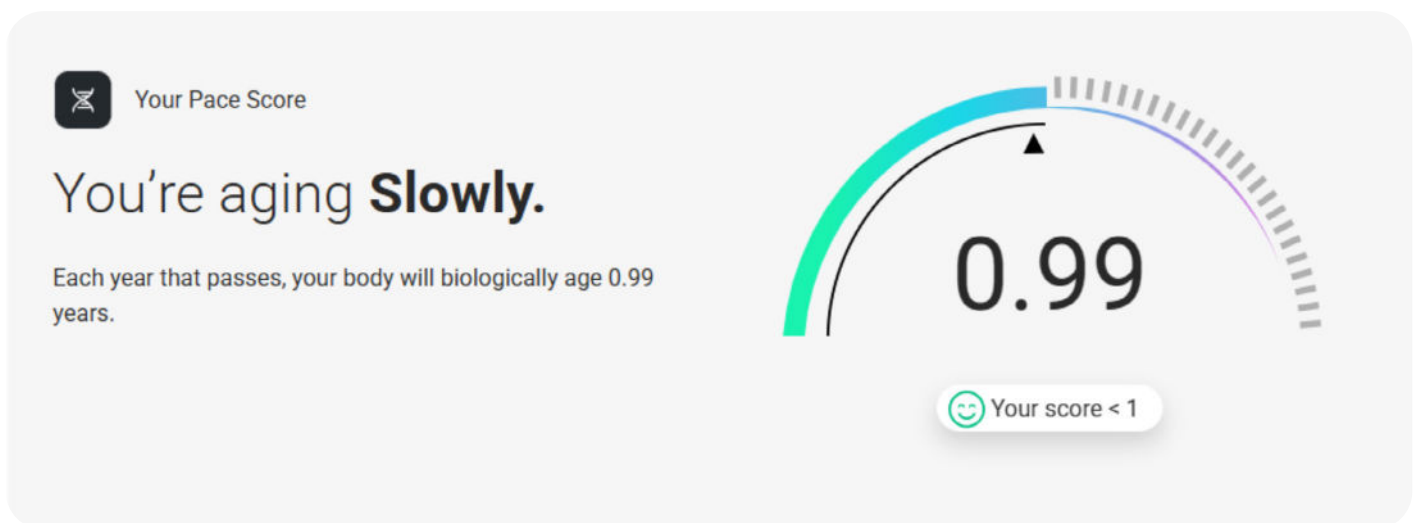 Your Pace Score
You’re aging Slowly.
Each year that passes, your body will biologically age 0.99
years.
0.99
Your score < 1